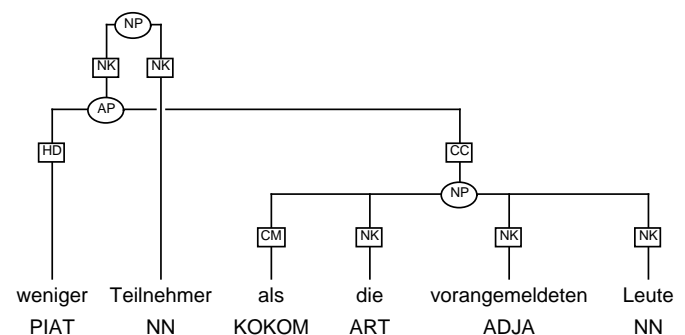 NP
NK NK
AP
HD CC
NP
CM NK NK NK
weniger Teilnehmer als die vorangemeldeten Leute
PIAT NN KOKOM ART ADJA NN